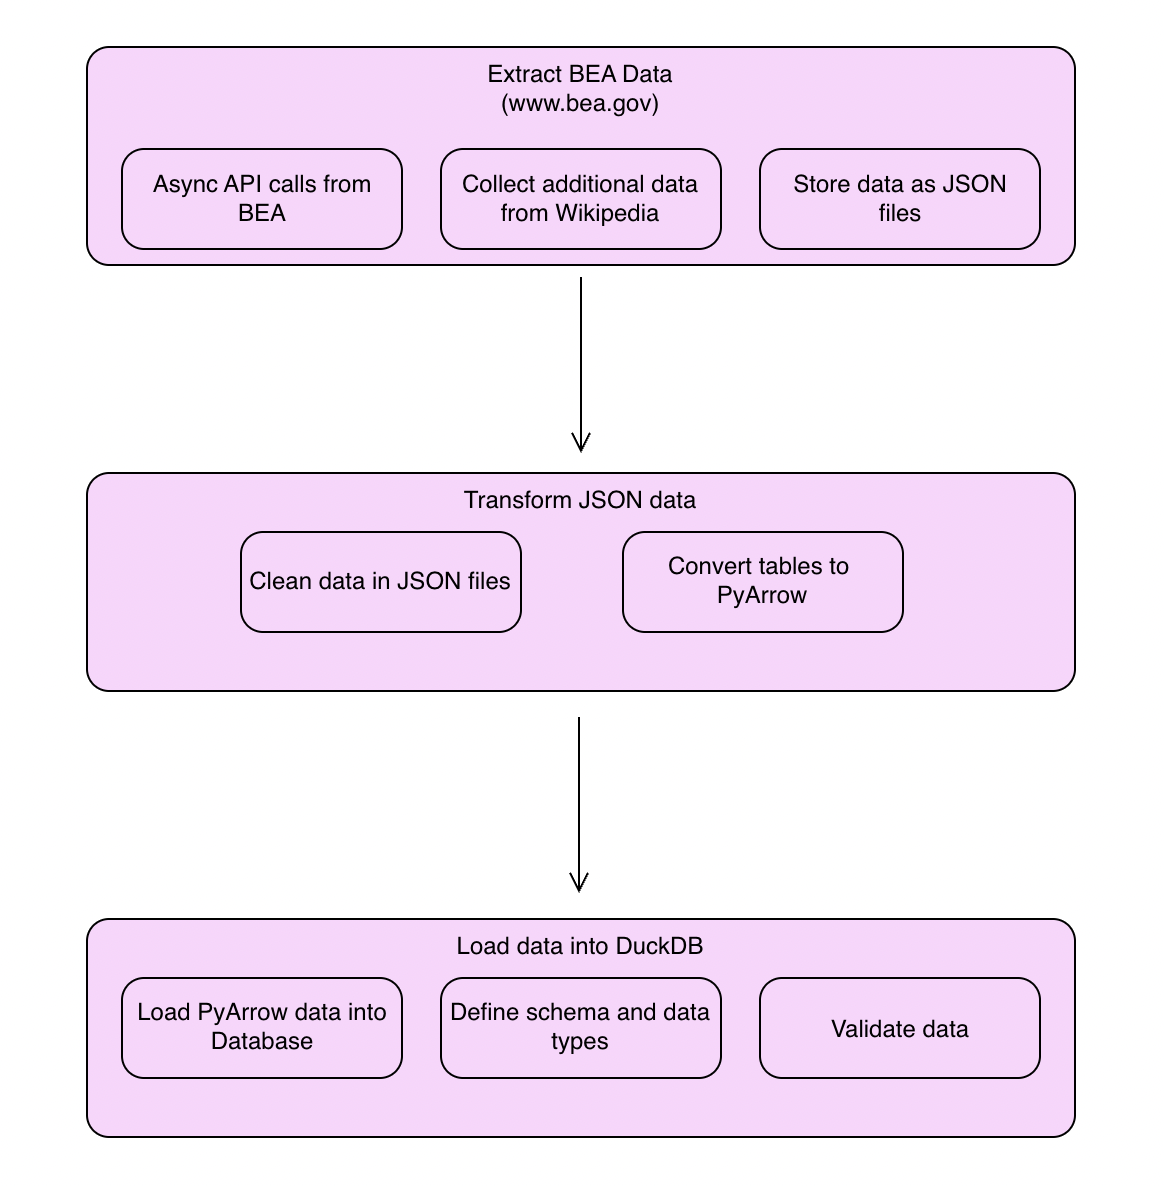 Extract BEA Data
(www.bea.gov)
Async API calls from
BEA
Collect additional data
from Wikipedia
Store data as JSON
files
Transform JSON data
Clean data in JSON files
Convert tables to
PyArrow
Load data into DuckDB
Load PyArrow data into
Database
Define schema and data
types
Validate data